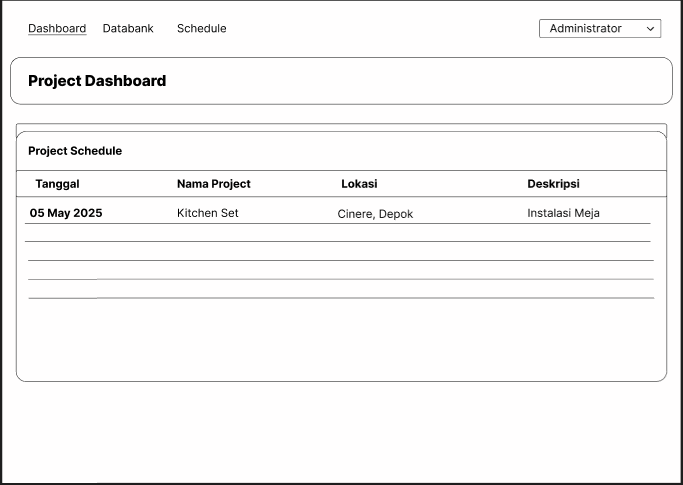 Dashboard Databank Schedule Administrator
Project Dashboard
Project Schedule
Tanggal Nama Project Lokasi Deskripsi
05 May 2025 Kitchen Set Cinere, Depok Instalasi Meja